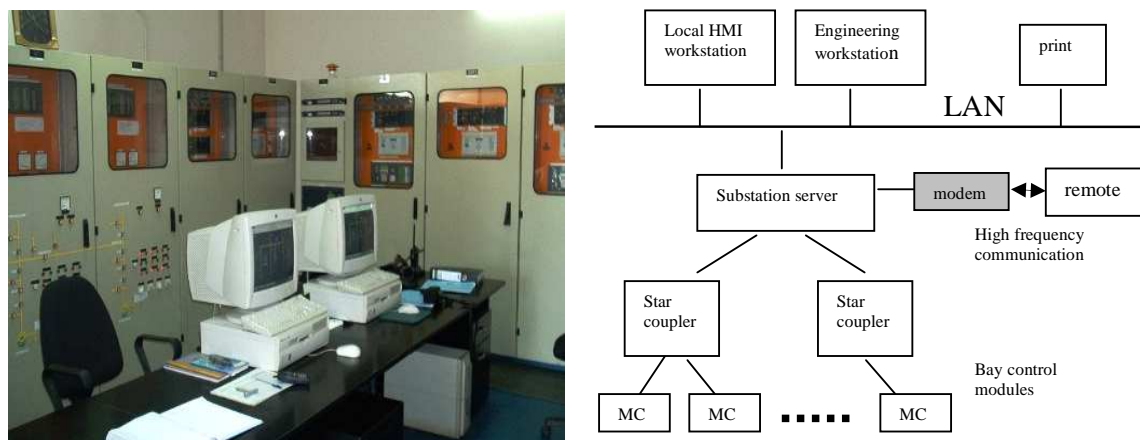 Local HMI
workstation
Engineering
workstation
print
LAN
Substation server
modem
remote
High frequency
communication
Star
coupler
Star
coupler
Bay control
modules
MC
MC
MC